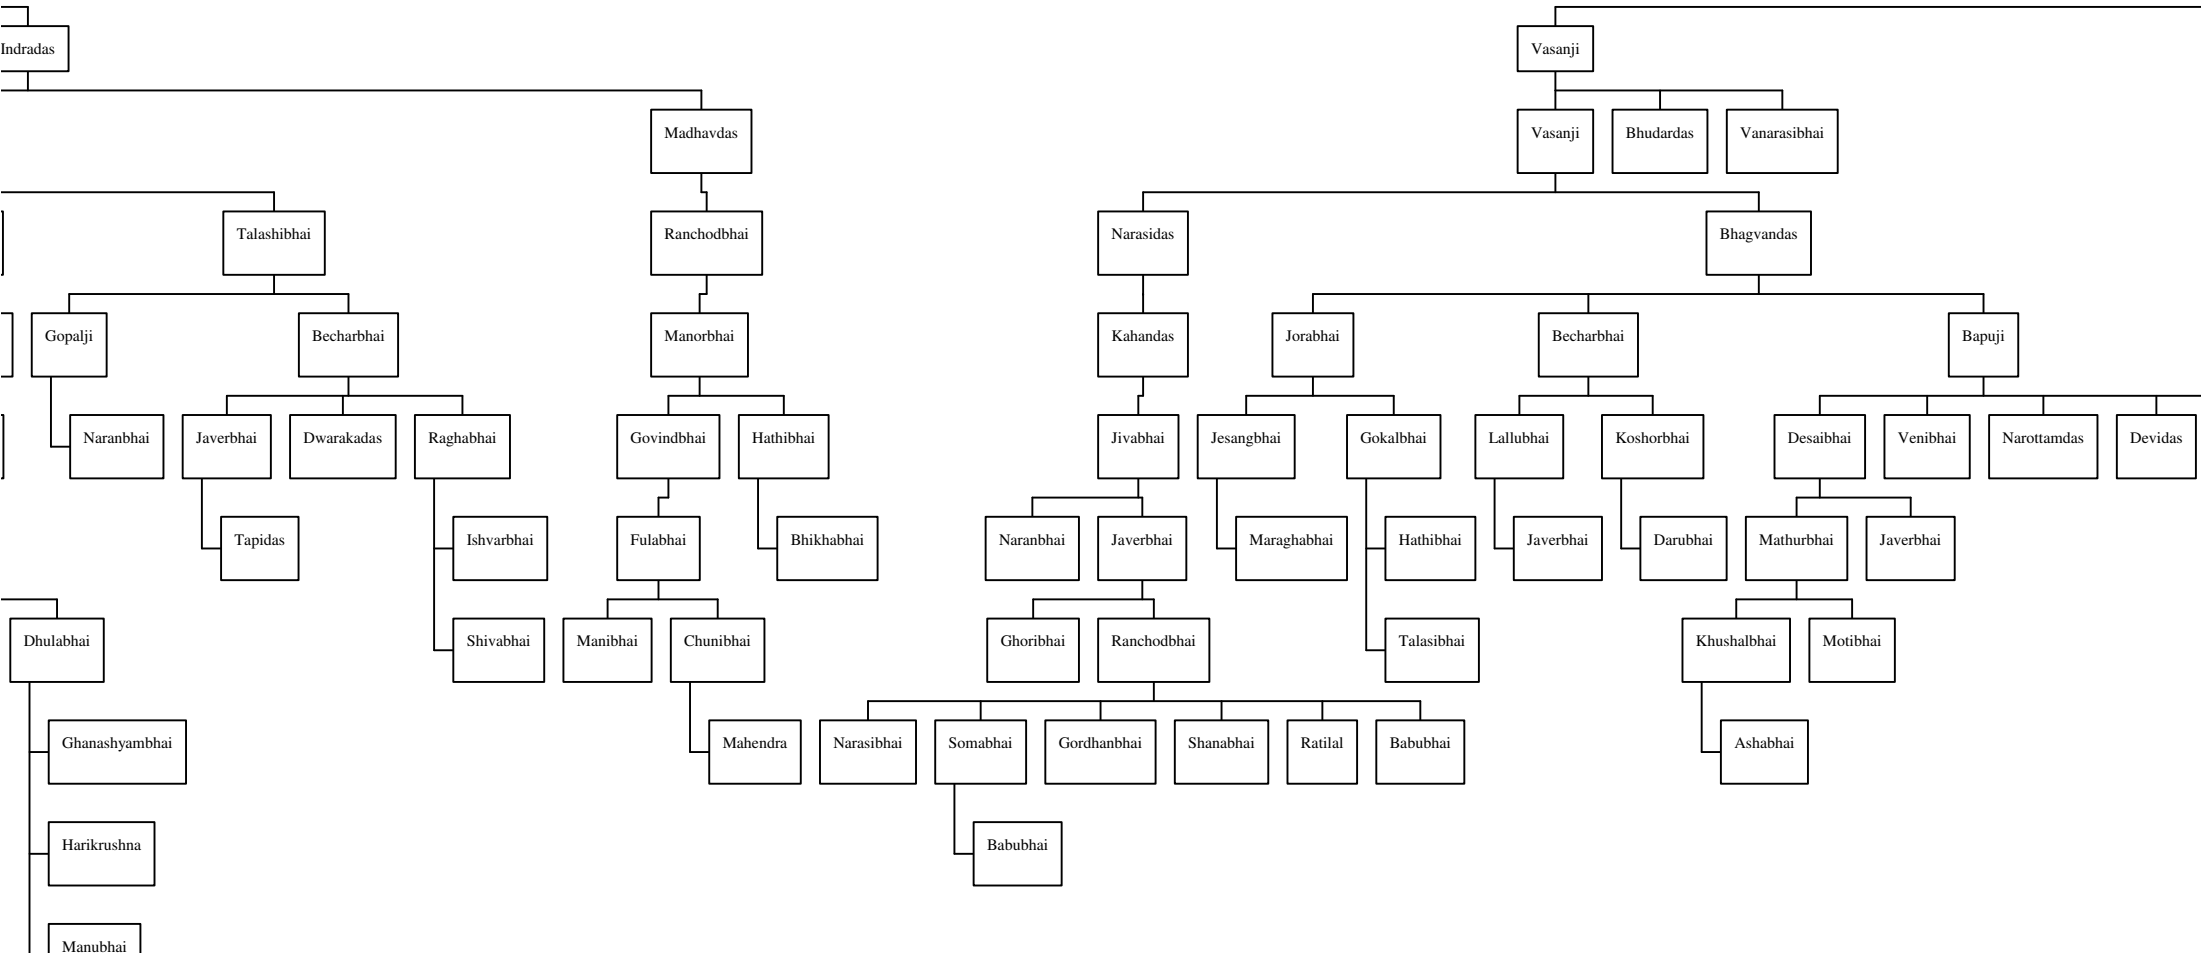 Indradas
Vasanji
Madhavdas
Vasanji
Bhudardas
Vanarasibhai
Talashibhai
Ranchodbhai
Narasidas
Bhagvandas
Gopalji
Becharbhai
Manorbhai
Kahandas
Jorabhai
Becharbhai
Bapuji
Naranbhai
Javerbhai
Dwarakadas
Raghabhai
Govindbhai
Hathibhai
Jivabhai
Jesangbhai
Gokalbhai
Lallubhai
Koshorbhai
Desaibhai
Venibhai
Narottamdas
Devidas
Tapidas
Ishvarbhai
Fulabhai
Bhikhabhai
Naranbhai
Javerbhai
Maraghabhai
Hathibhai
Javerbhai
Darubhai
Mathurbhai
Javerbhai
Dhulabhai
Shivabhai
Manibhai
Chunibhai
Ghoribhai
Ranchodbhai
Talasibhai
Khushalbhai
Motibhai
Ghanashyambhai
Mahendra
Narasibhai
Somabhai
Gordhanbhai
Shanabhai
Ratilal
Babubhai
Ashabhai
Harikrushna
Babubhai
Manubhai